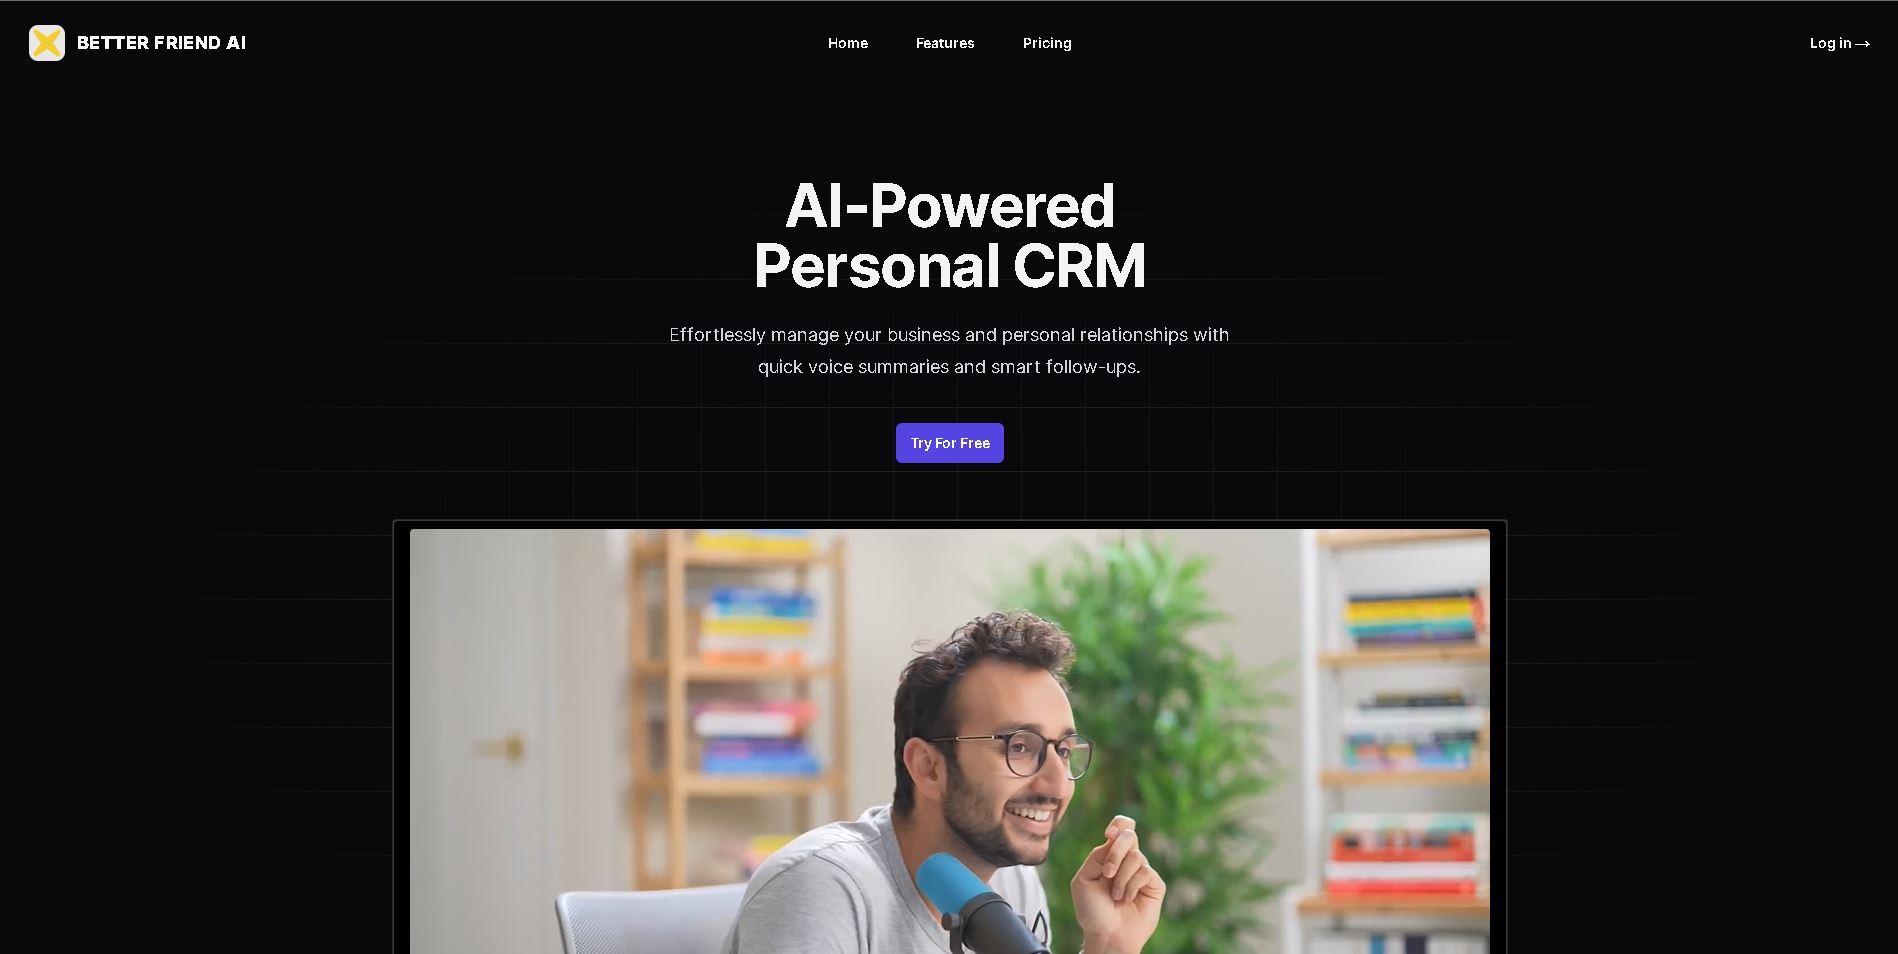 BETTER FRIEND AI
Home
Features
Pricing
Log in →
AI-Powered
Personal CRM
Effortlessly manage your business and personal relationships with
quick voice summaries and smart follow-ups.
Try For Free